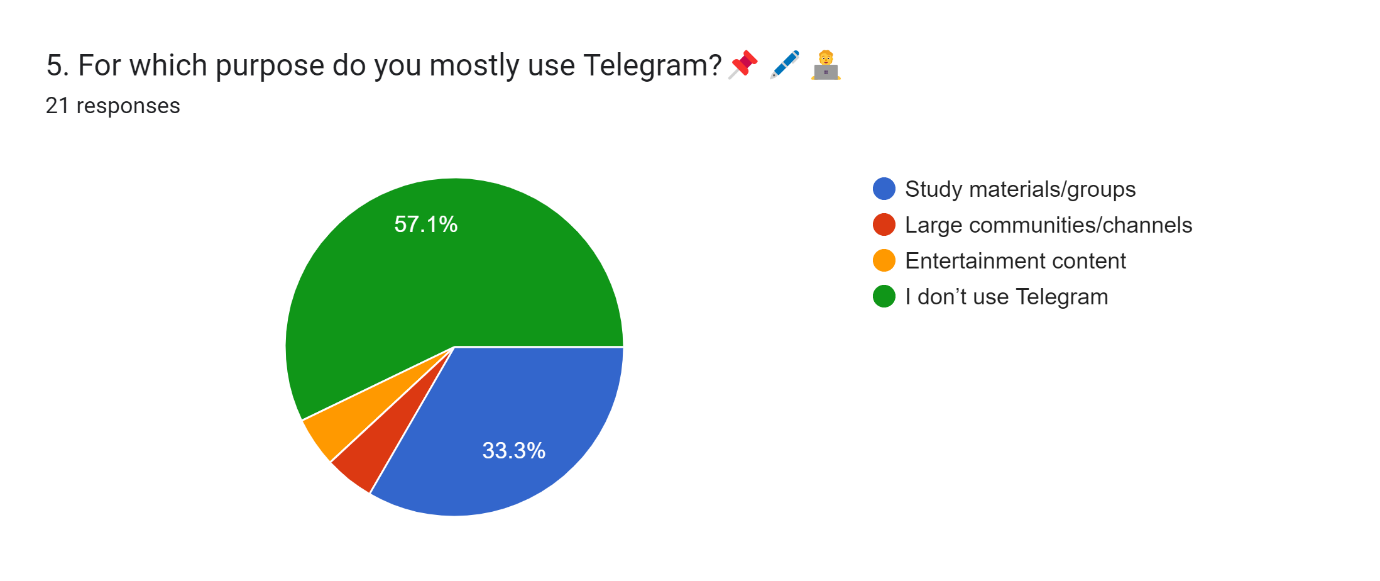 5. For which purpose do you mostly use Telegram?📌 🖊️ 🧑‍💻
21 responses
57.1%
33.3%
Study materials/groups
Large communities/channels
Entertainment content
I don’t use Telegram